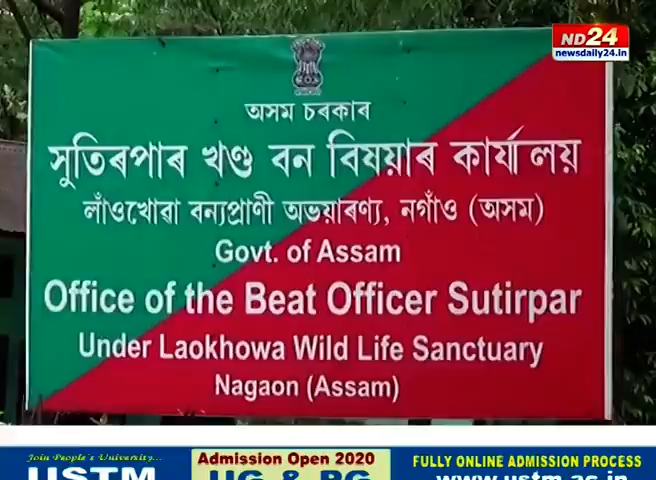 ND24
newsdaily24.in
অসম চৰকাৰ
সুতিৰপাৰ খণ্ড বন বিষয়াৰ কাৰ্যালয়
লাঁওখোৱা বন্যপ্ৰাণী অভয়াৰণ্য, নগাঁও (অসম)
Govt. of Assam
Office of the Beat Officer Sutirpar
Under Laokhowa Wild Life Sanctuary
Nagaon (Assam)
Join People's University...
USTM
Admission Open 2020
UG & PG
FULLY ONLINE ADMISSION PROCESS
www.ustm.ac.in